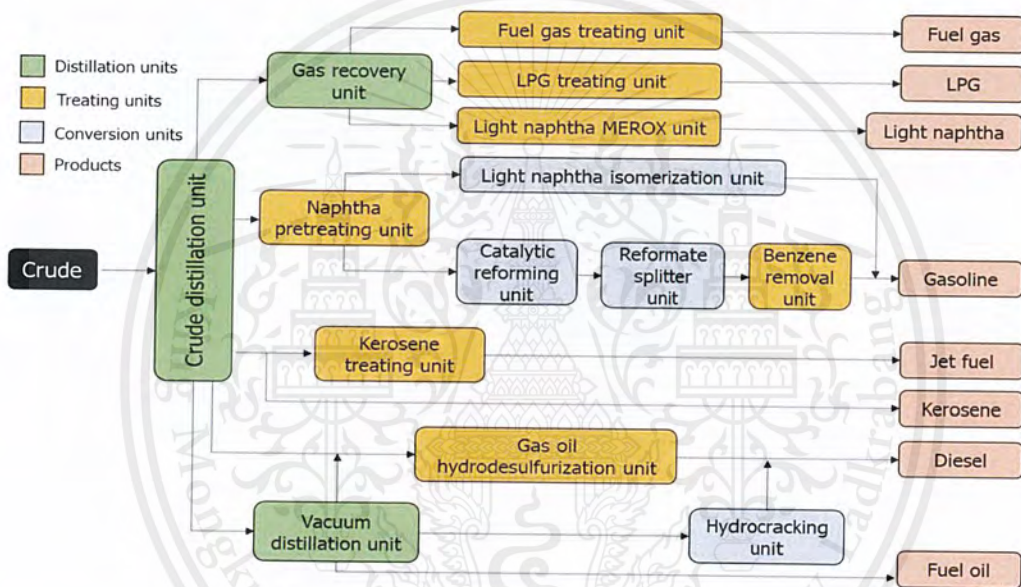 Distillation units
Treating units
Conversion units
Products
Crude
Crude distillation unit
Gas recovery
unit
Fuel gas treating unit
Fuel gas
LPG treating unit
LPG
Light naphtha MEROX unit
Light naphtha
Naphtha
pretreating unit
Light naphtha isomerization unit
Catalytic
reforming
unit
Reformate
splitter
unit
Benzene
removal
unit
Gasoline
Kerosene
treating unit
Jet fuel
Kerosene
Gas oil
hydrodesulfurization unit
Diesel
Vacuum
distillation unit
Hydrocracking
unit
Fuel oil